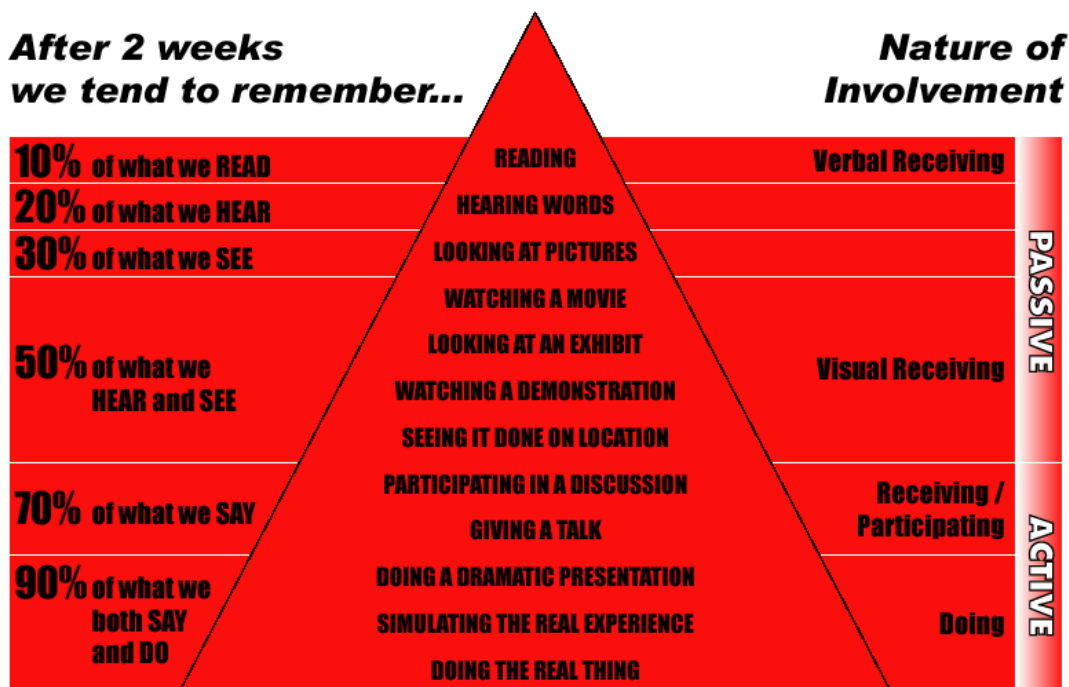 After 2 weeks
we tend to remember...
Nature of
Involvement
10% of what we READ
READING
Verbal Receiving
20% of what we HEAR
HEARING WORDS
30% of what we SEE
LOOKING AT PICTURES
PASSIVE
50% of what we
HEAR and SEE
WATCHING A MOVIE
LOOKING AT AN EXHIBIT
WATCHING A DEMONSTRATION
SEEING IT DONE ON LOCATION
Visual Receiving
70% of what we SAY
PARTICIPATING IN A DISCUSSION
GIVING A TALK
Receiving /
Participating
ACTIVE
90% of what we
both SAY
and DO
DOING A DRAMATIC PRESENTATION
SIMULATING THE REAL EXPERIENCE
DOING THE REAL THING
Doing